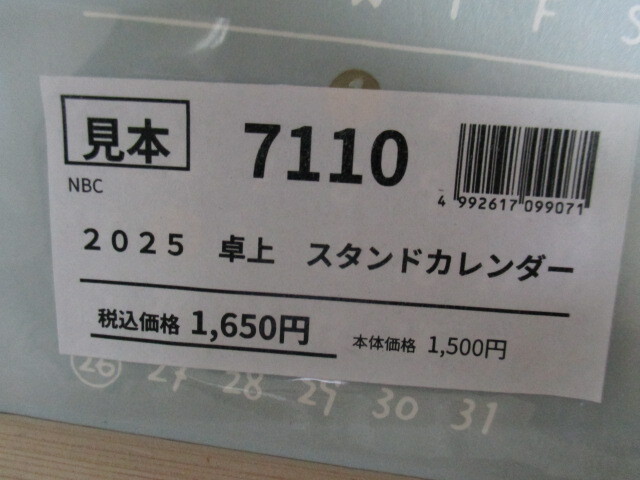 W T F S
見本 7110
NBC
4 992617 099071
２０２５ 卓上 スタンドカレンダー
税込価格 1,650円 本体価格 1,500円
26 27 28 29 30 31